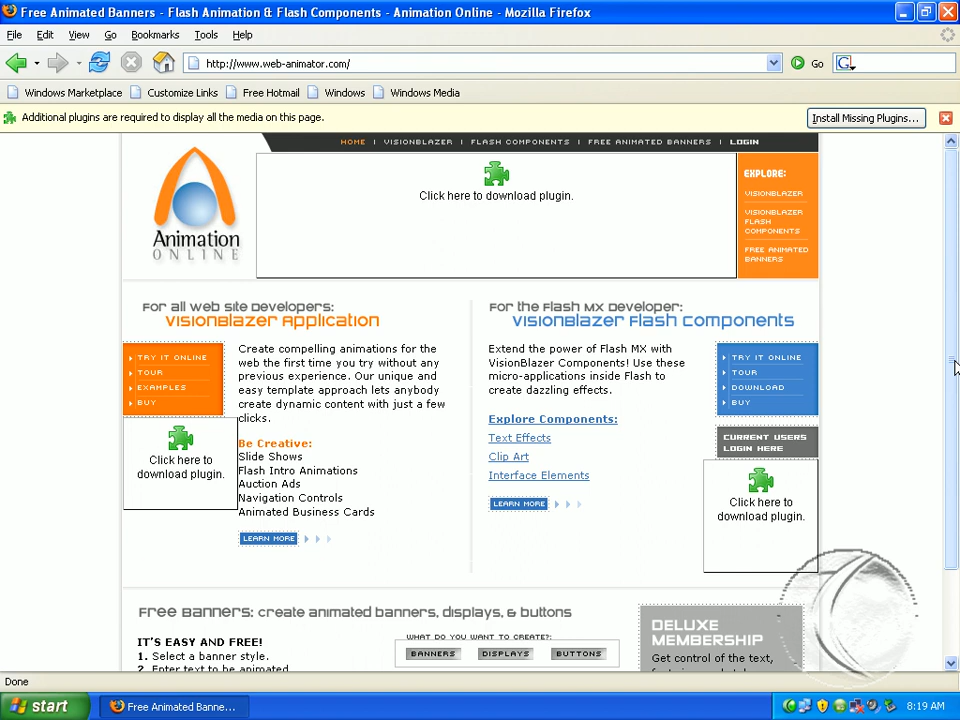 Free Animated Banners - Flash Animation & Flash Components - Animation Online - Mozilla Firefox
File Edit View Go Bookmarks Tools Help
http://www.web-animator.com/ Go G
Windows Marketplace Customize Links Free Hotmail Windows Windows Media
Additional plugins are required to display all the media on this page. Install Missing Plugins...
HOME | VISIONBLAZER | FLASH COMPONENTS | FREE ANIMATED BANNERS | LOGIN
Animation
ONLINE
Click here to download plugin.
EXPLORE:
VISIONBLAZER
VISIONBLAZER
FLASH
COMPONENTS
FREE ANIMATED
BANNERS
For all web site Developers:
VisionBlazer Application
TRY IT ONLINE
TOUR
EXAMPLES
BUY
Click here to
download plugin.
Create compelling animations for the
web the first time you try without any
previous experience. Our unique and
easy template approach lets anybody
create dynamic content with just a few
clicks.
Be Creative:
Slide Shows
Flash Intro Animations
Auction Ads
Navigation Controls
Animated Business Cards
LEARN MORE
For the Flash MX Developer:
VisionBlazer Flash Components
Extend the power of Flash MX with
VisionBlazer Components! Use these
micro-applications inside Flash to
create dazzling effects.
Explore Components:
Text Effects
Clip Art
Interface Elements
LEARN MORE
TRY IT ONLINE
TOUR
DOWNLOAD
BUY
CURRENT USERS
LOGIN HERE
Click here to
download plugin.
Free Banners: create animated banners, displays, & buttons
IT'S EASY AND FREE!
1. Select a banner style.
2. Enter text to be animated
WHAT DO YOU WANT TO CREATE?:
BANNERS DISPLAYS BUTTONS
DELUXE
MEMBERSHIP
Get control of the text,
Done
start Free Animated Banne... 8:19 AM